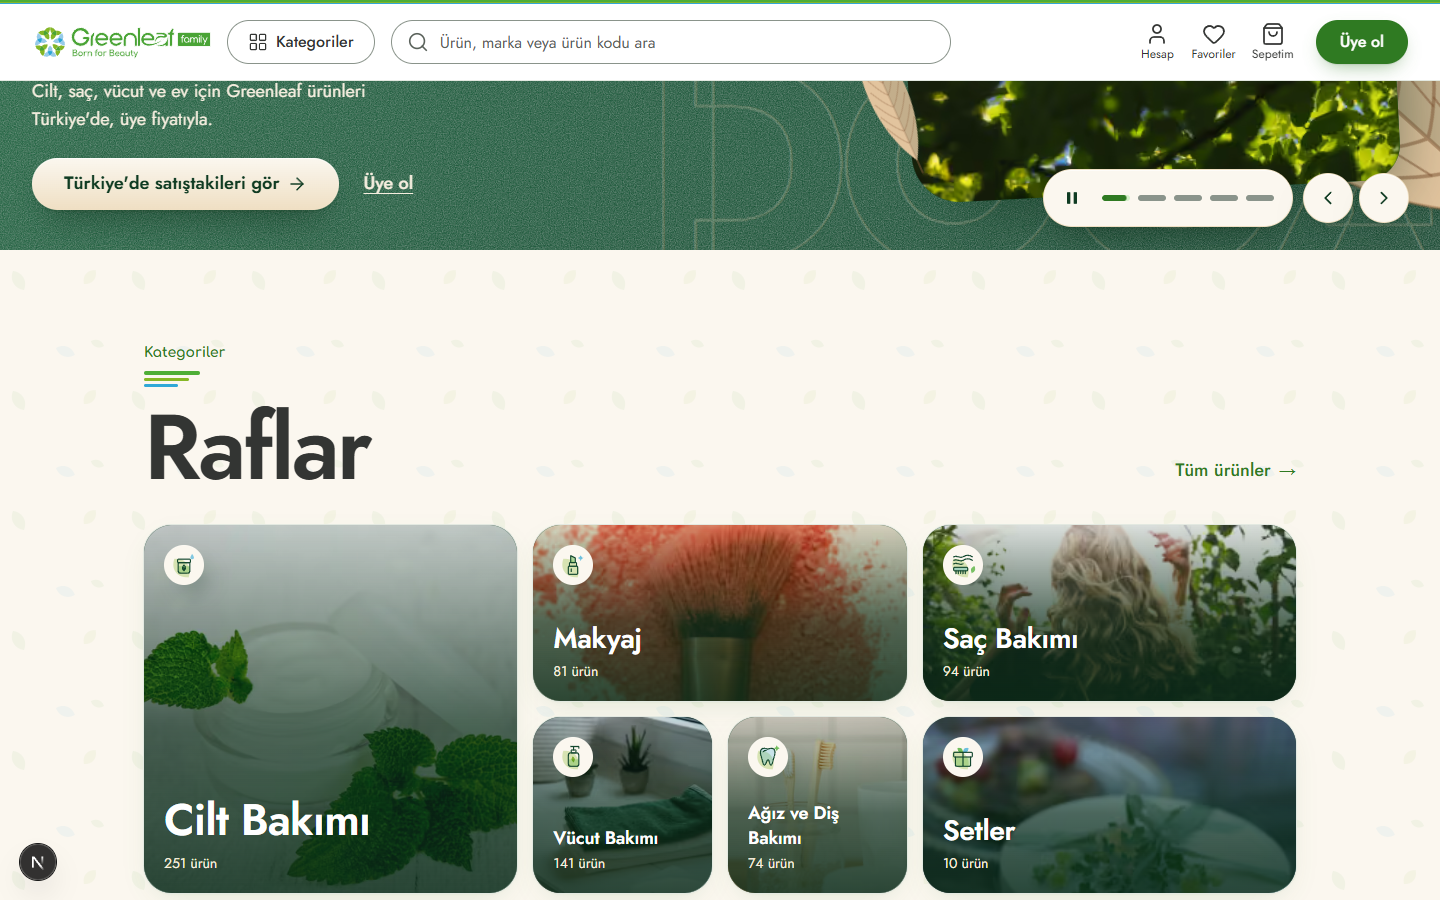 Greenleaf family
Born for Beauty
Kategoriler
Ürün, marka veya ürün kodu ara
Hesap
Favoriler
Sepetim
Üye ol
Cilt, saç, vücut ve ev için Greenleaf ürünleri
Türkiye'de, üye fiyatıyla.
Türkiye'de satıştakileri gör →
Üye ol
Kategoriler
Raflar
Tüm ürünler →
Cilt Bakımı
251 ürün
Makyaj
81 ürün
Saç Bakımı
94 ürün
Vücut Bakımı
141 ürün
Ağız ve Diş
Bakımı
74 ürün
Setler
10 ürün
N